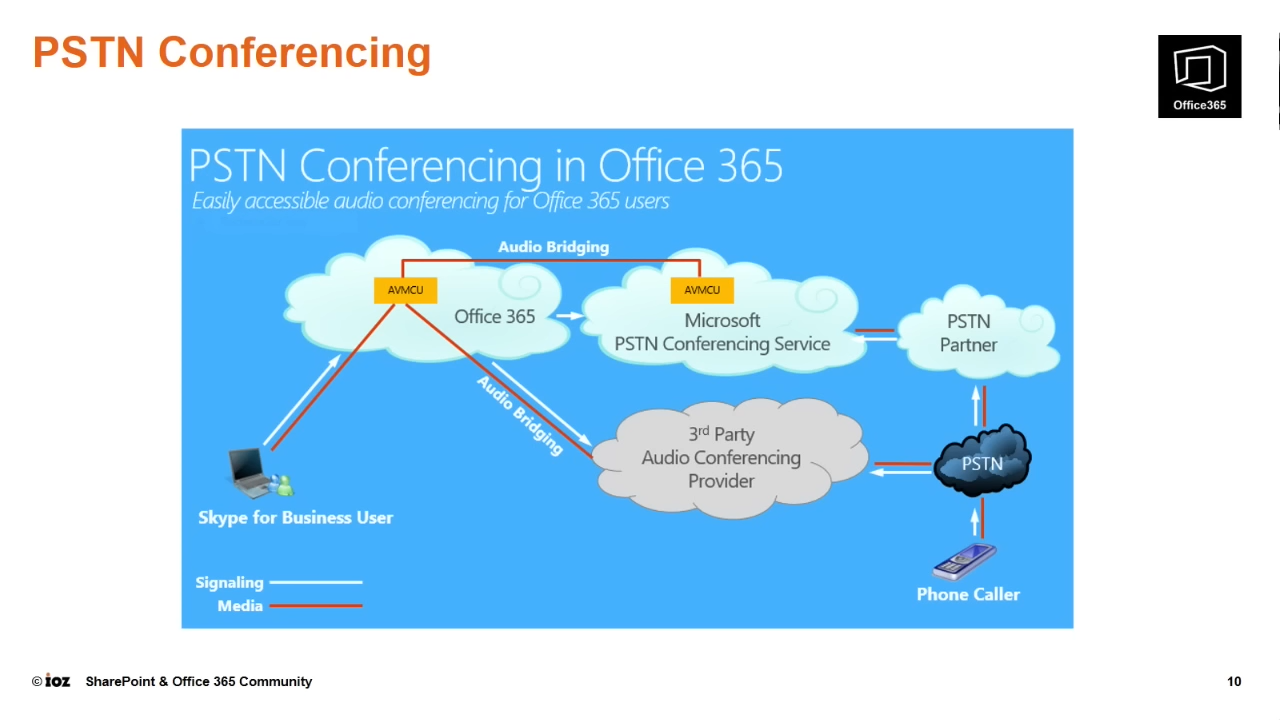 PSTN Conferencing
Office365
PSTN Conferencing in Office 365
Easily accessible audio conferencing for Office 365 users
Audio Bridging
AVMCU
AVMCU
Office 365
Microsoft
PSTN Conferencing Service
PSTN
Partner
Audio Bridging
3rd Party
Audio Conferencing
Provider
PSTN
Skype for Business User
Signaling
Media
Phone Caller
© ioz SharePoint & Office 365 Community
10